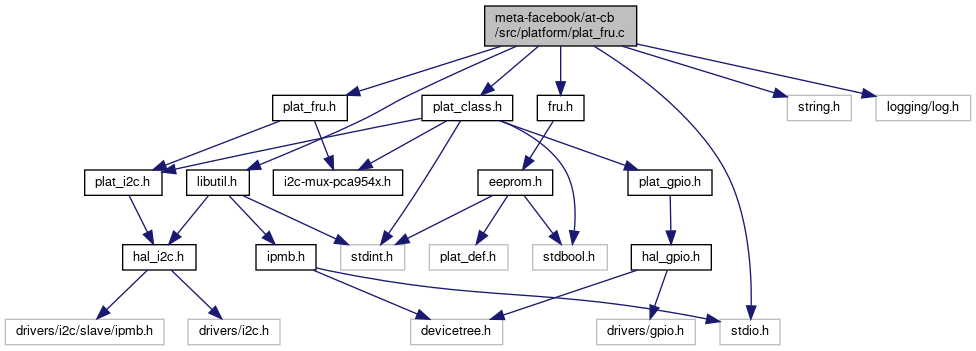 meta-facebook/at-cb
/src/platform/plat_fru.c
plat_fru.h
plat_class.h
fru.h
string.h
logging/log.h
plat_i2c.h
libutil.h
i2c-mux-pca954x.h
eeprom.h
plat_gpio.h
hal_i2c.h
ipmb.h
stdint.h
plat_def.h
stdbool.h
hal_gpio.h
drivers/i2c/slave/ipmb.h
drivers/i2c.h
devicetree.h
drivers/gpio.h
stdio.h